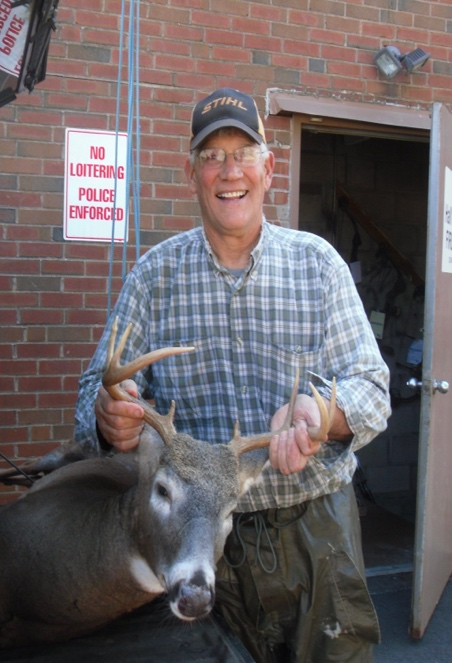 STIHL
NO
LOITERING
POLICE
ENFORCED